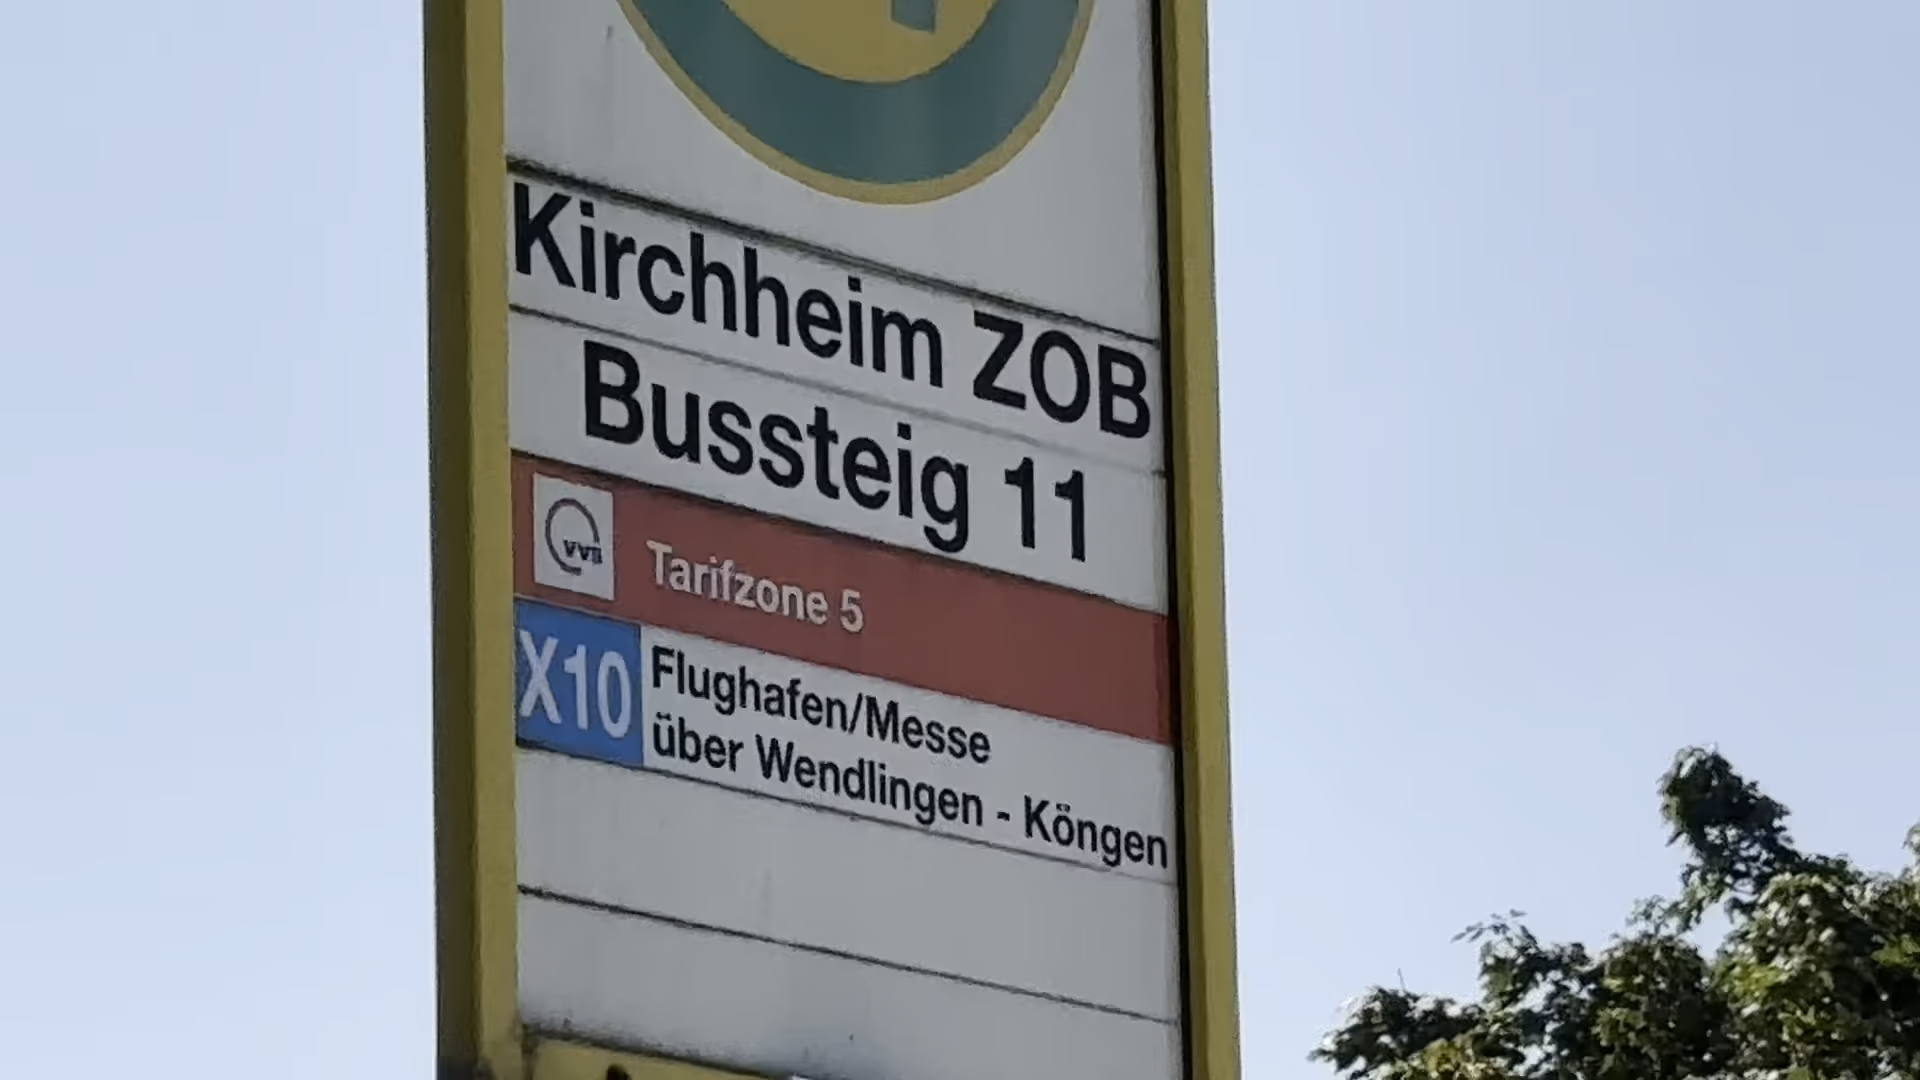 Kirchheim ZOB
Bussteig 11
VVS
Tarifzone 5
X10
Flughafen/Messe
über Wendlingen - Köngen